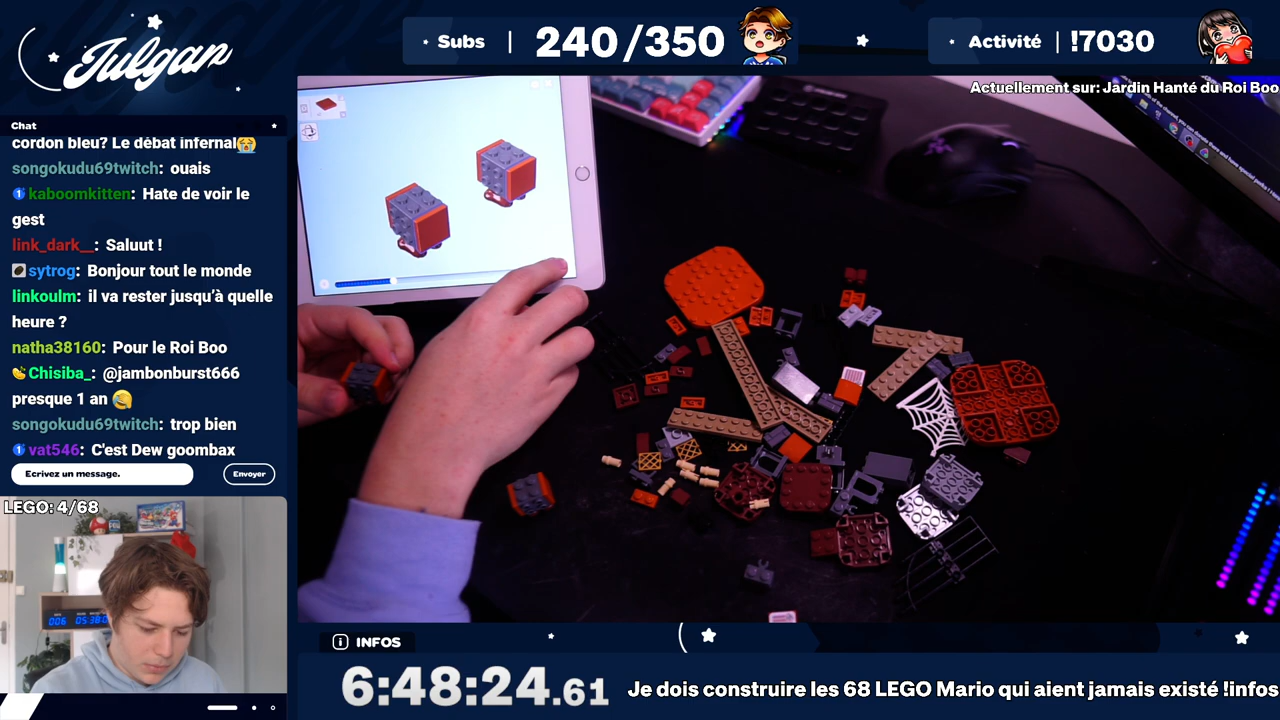 Julgan
Subs | 240/350
Activité | !7030
Actuellement sur: Jardin Hanté du Roi Boo
Chat
cordon bleu? Le débat infernal😭
songokudu69twitch: ouais
kaboomkitten: Hate de voir le
gest
link_dark__: Saluut !
sytrog: Bonjour tout le monde
linkoulm: il va rester jusqu'à quelle
heure ?
natha38160: Pour le Roi Boo
Chisiba_: @jambonburst666
presque 1 an 😅
songokudu69twitch: trop bien
vat546: C'est Dew goombax
Ecrivez un message.
Envoyer
LEGO: 4/68
INFOS
6:48:24.61
Je dois construire les 68 LEGO Mario qui aient jamais existé !infos